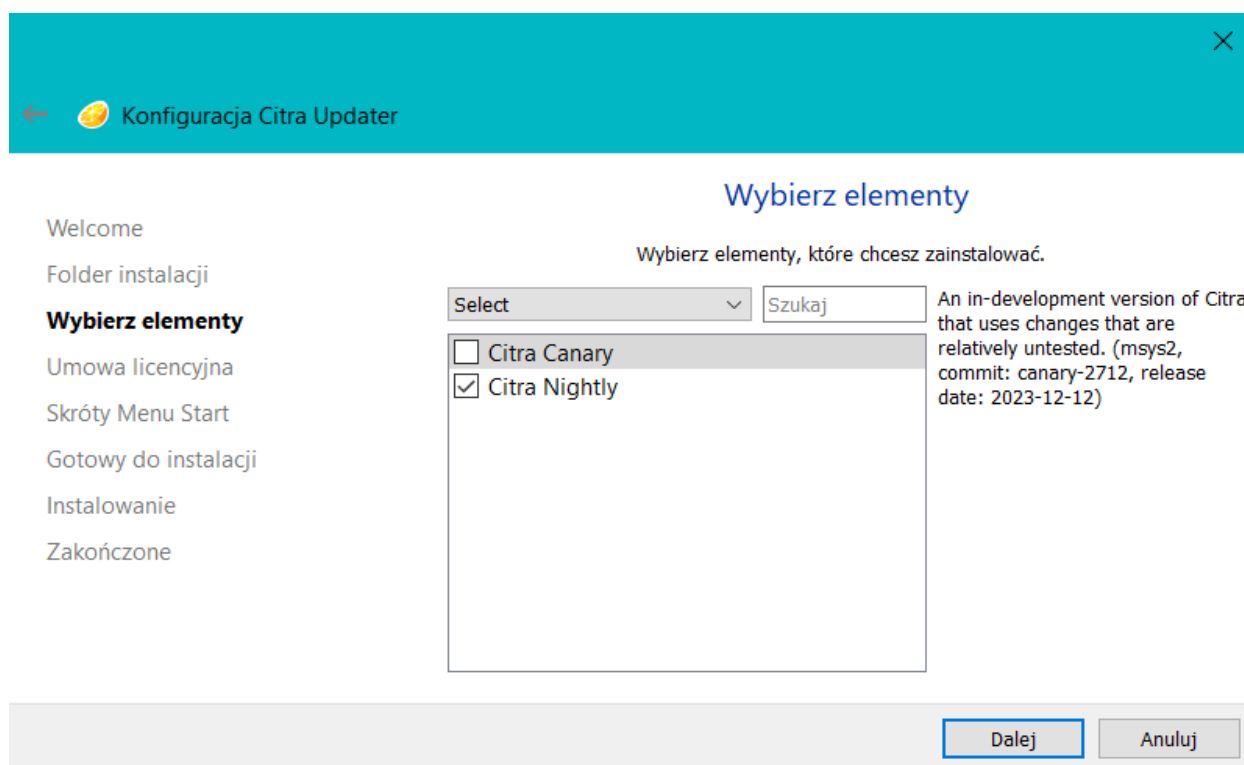 Konfiguracja Citra Updater
Welcome
Folder instalacji
Wybierz elementy
Umowa licencyjna
Skróty Menu Start
Gotowy do instalacji
Instalowanie
Zakończone
Wybierz elementy
Wybierz elementy, które chcesz zainstalować.
Select
Szukaj
Citra Canary
Citra Nightly
An in-development version of Citra
that uses changes that are
relatively untested. (msys2,
commit: canary-2712, release
date: 2023-12-12)
Dalej
Anuluj